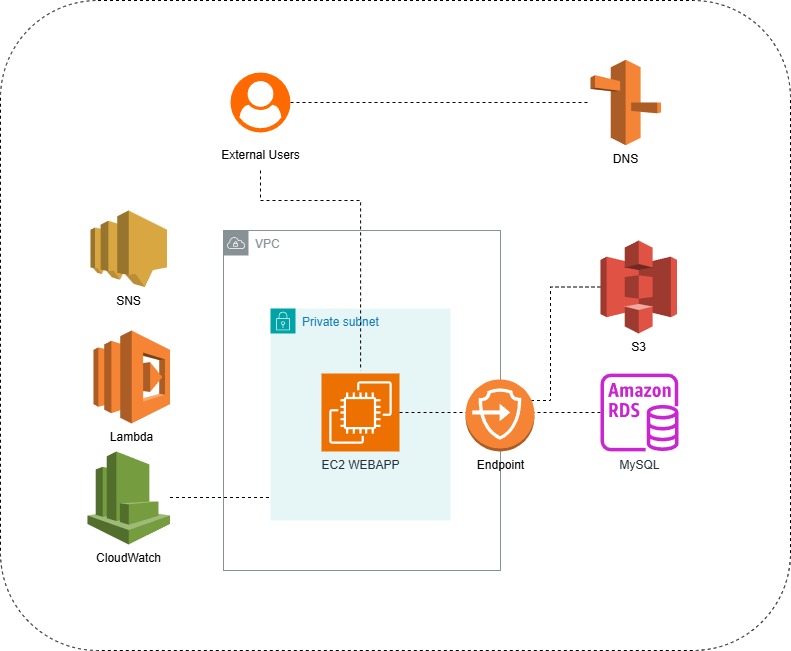 External Users
DNS
SNS
VPC
Private subnet
S3
Lambda
EC2 WEBAPP
Endpoint
Amazon
RDS
MySQL
CloudWatch